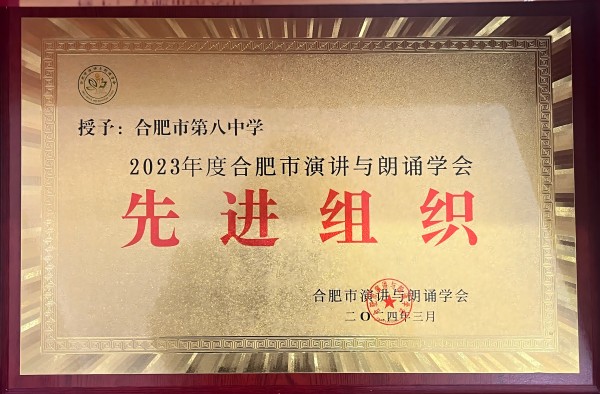 授予：合肥市第八中学
2023年度合肥市演讲与朗诵学会
先进组织
合肥市演讲与朗诵学会
二〇二四年三月